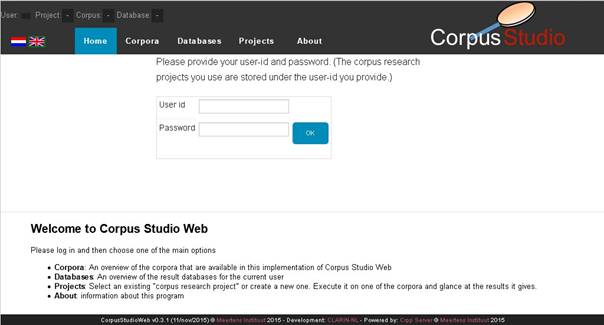 User: Project: - Corpus: - Database: -
CorpusStudio
Home Corpora Databases Projects About
Please provide your user-id and password. (The corpus research
projects you use are stored under the user-id you provide.)
User id
Password
OK
Welcome to Corpus Studio Web
Please log in and then choose one of the main options
• Corpora: An overview of the corpora that are available in this implementation of Corpus Studio Web
• Databases: An overview of the result databases for the current user
• Projects: Select an existing "corpus research project" or create a new one. Execute it on one of the corpora and glance at the results it gives.
• About: information about this program
CorpusStudioWeb v0.3.1 (11/nov/2015) @ Meertens Instituut 2015 - Development: CLARIN-NL - Powered by: Crpp Server @ Meertens Instituut 2015